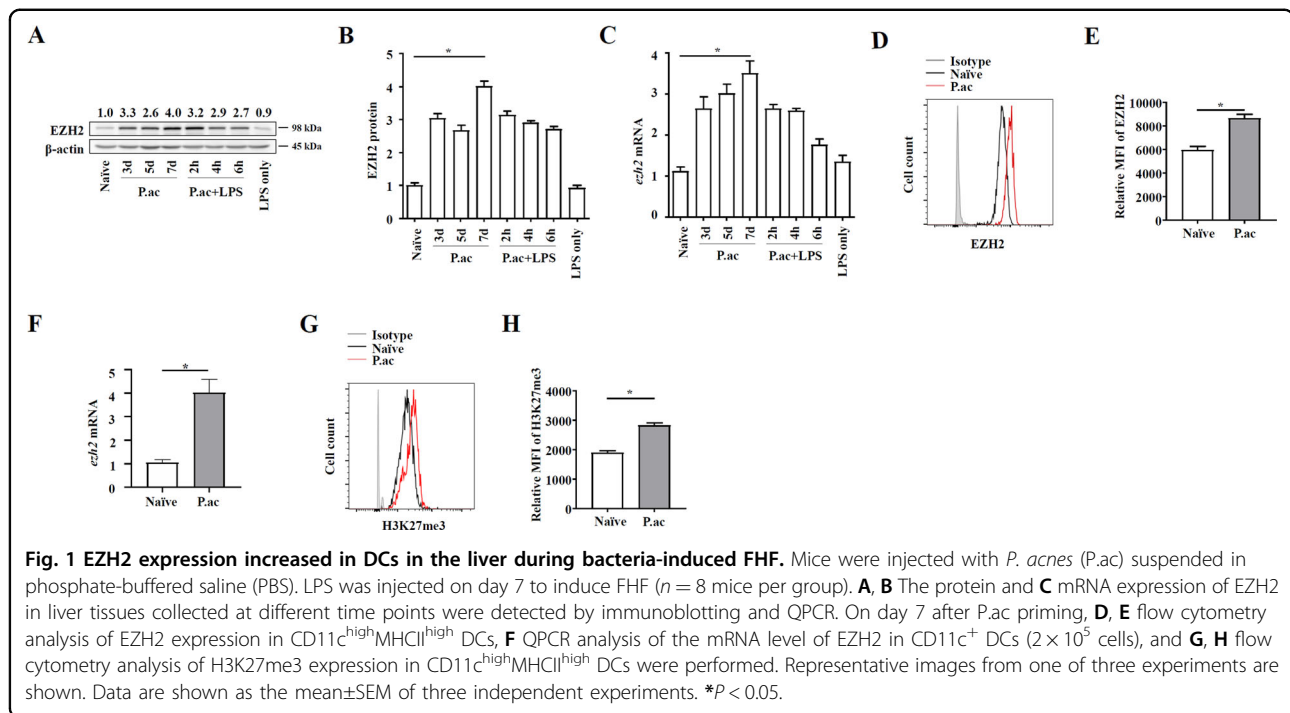 A
1.0 3.3 2.6 4.0 3.2 2.9 2.7 0.9
EZH2
98 kDa
β-actin
45 kDa
Naïve 3d 5d 7d 2h 4h 6h LPS only
P.ac P.ac+LPS
B
*
EZH2 protein
5
4
3
2
1
0
Naïve 3d 5d 7d 2h 4h 6h LPS only
P.ac P.ac+LPS
C
*
ezh2 mRNA
4
3
2
1
0
Naïve 3d 5d 7d 2h 4h 6h LPS only
P.ac P.ac+LPS
D
Isotype
Naïve
P.ac
Cell count
EZH2
E
*
Relative MFI of EZH2
10000
8000
6000
4000
2000
0
Naïve P.ac
F
*
ezh2 mRNA
5
4
3
2
1
0
Naïve P.ac
G
Isotype
Naïve
P.ac
Cell count
H3K27me3
H
*
Relative MFI of H3K27me3
4000
3000
2000
1000
0
Naïve P.ac
Fig. 1 EZH2 expression increased in DCs in the liver during bacteria-induced FHF. Mice were injected with P. acnes (P.ac) suspended in
phosphate-buffered saline (PBS). LPS was injected on day 7 to induce FHF (n = 8 mice per group). A, B The protein and C mRNA expression of EZH2
in liver tissues collected at different time points were detected by immunoblotting and QPCR. On day 7 after P.ac priming, D, E flow cytometry
analysis of EZH2 expression in CD11c^high MHCII^high DCs, F QPCR analysis of the mRNA level of EZH2 in CD11c⁺ DCs (2 × 10⁵ cells), and G, H flow
cytometry analysis of H3K27me3 expression in CD11c^high MHCII^high DCs were performed. Representative images from one of three experiments are
shown. Data are shown as the mean±SEM of three independent experiments. *P < 0.05.